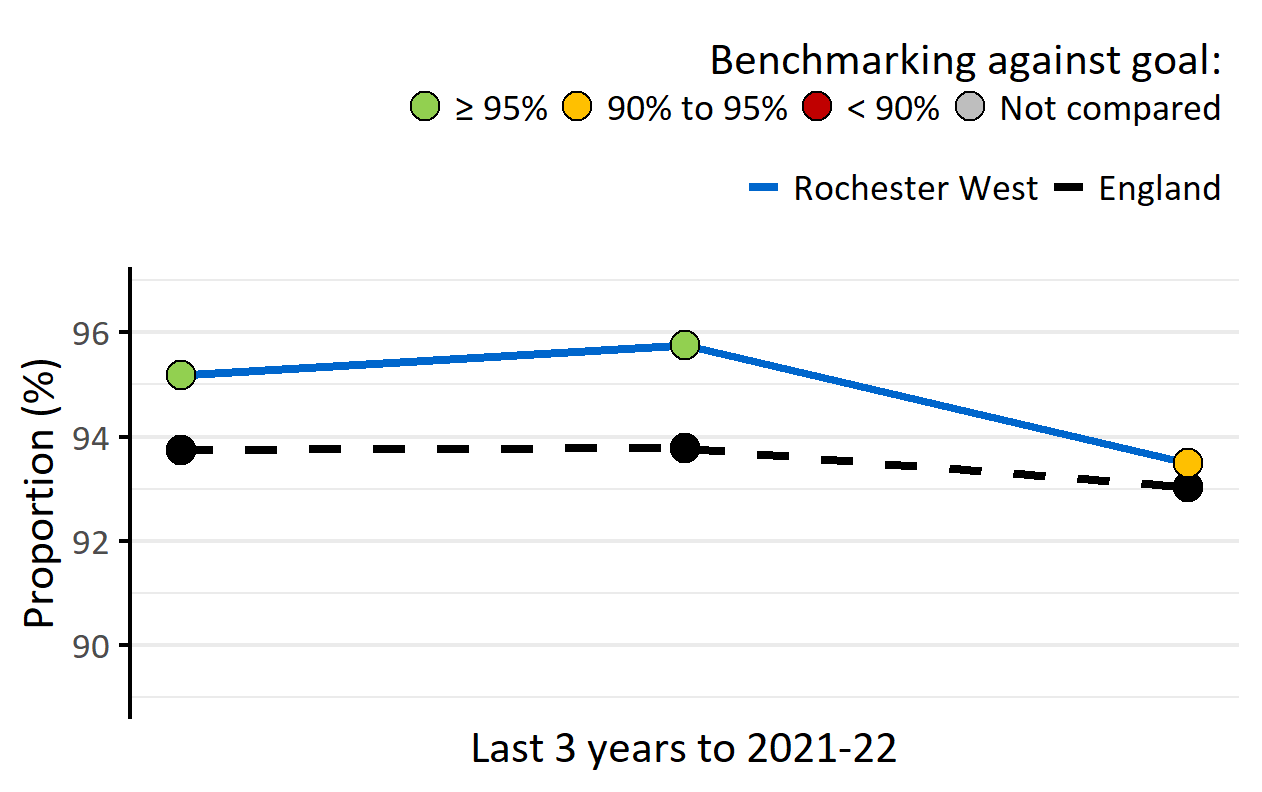 Benchmarking against goal:
≥ 95% 90% to 95% < 90% Not compared
Rochester West England
96
94
92
90
Proportion (%)
Last 3 years to 2021-22